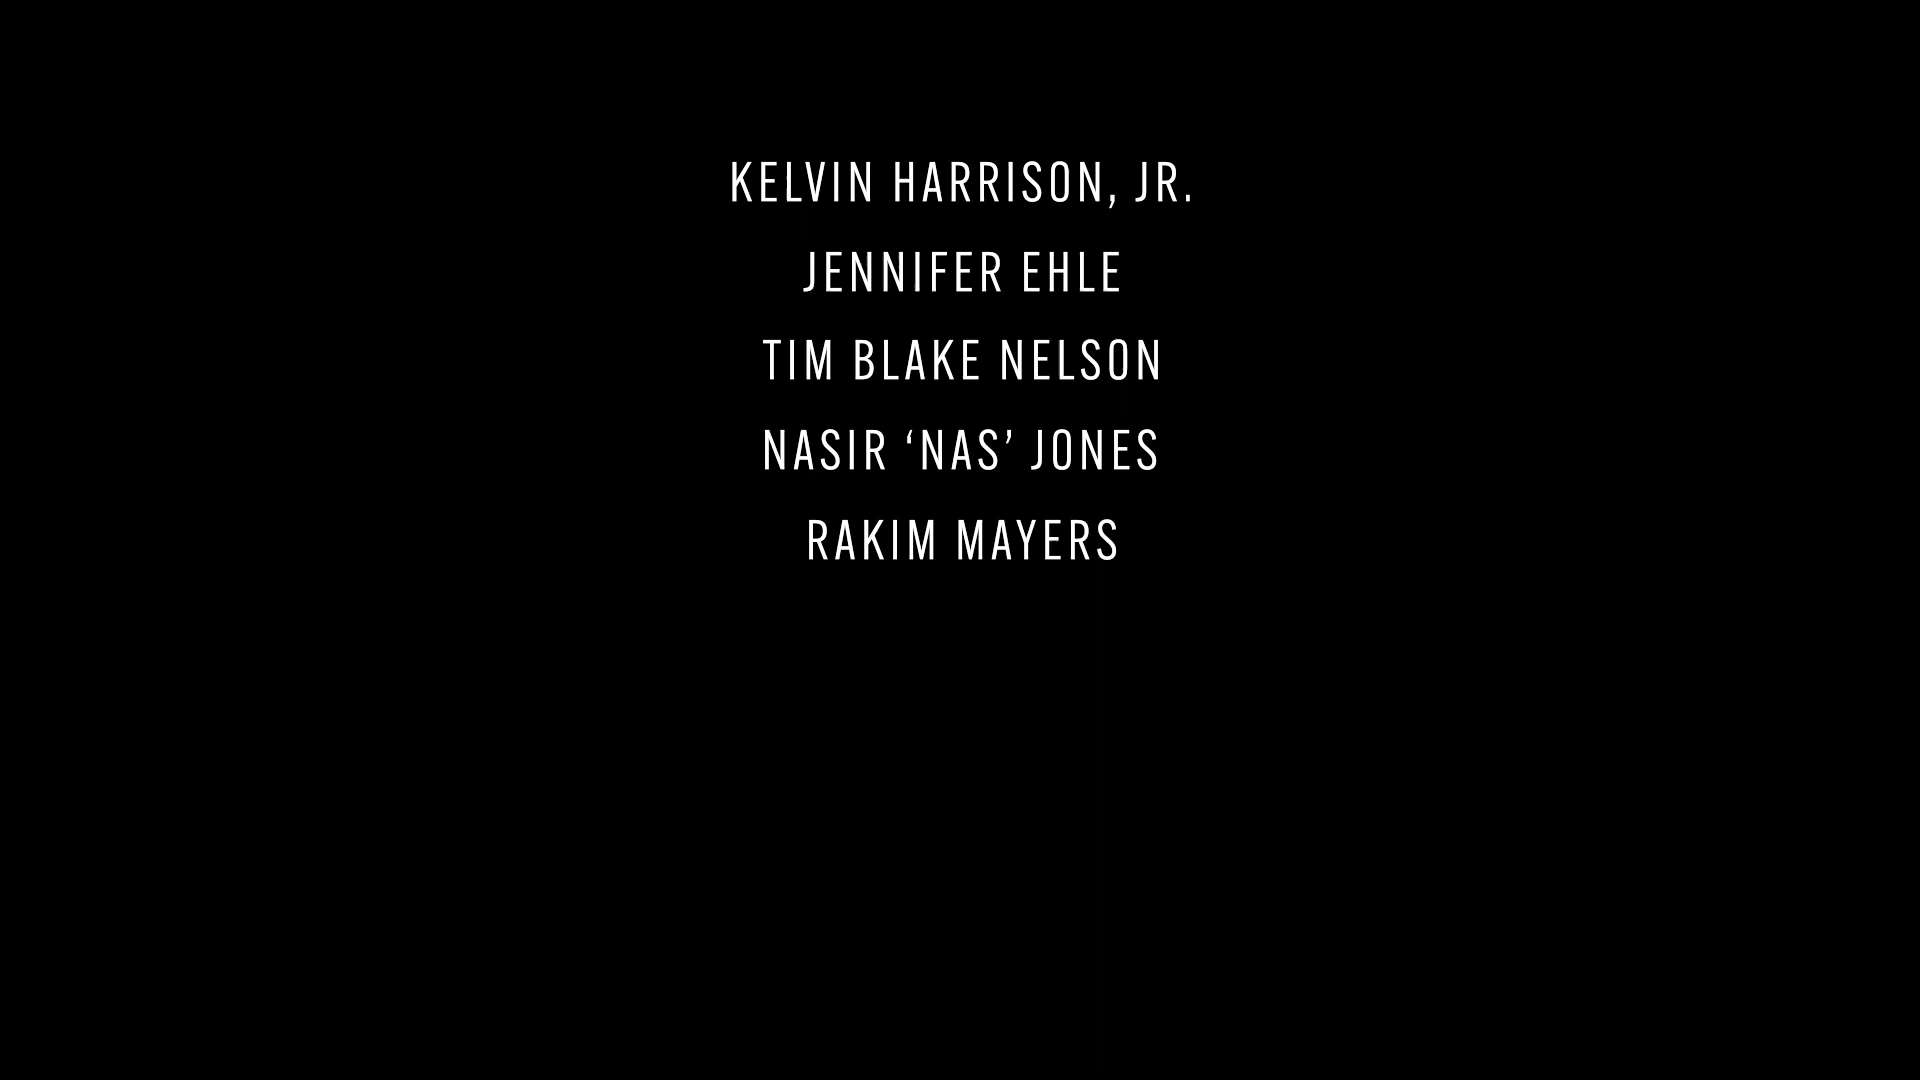 KELVIN HARRISON, JR.
JENNIFER EHLE
TIM BLAKE NELSON
NASIR ‘NAS’ JONES
RAKIM MAYERS